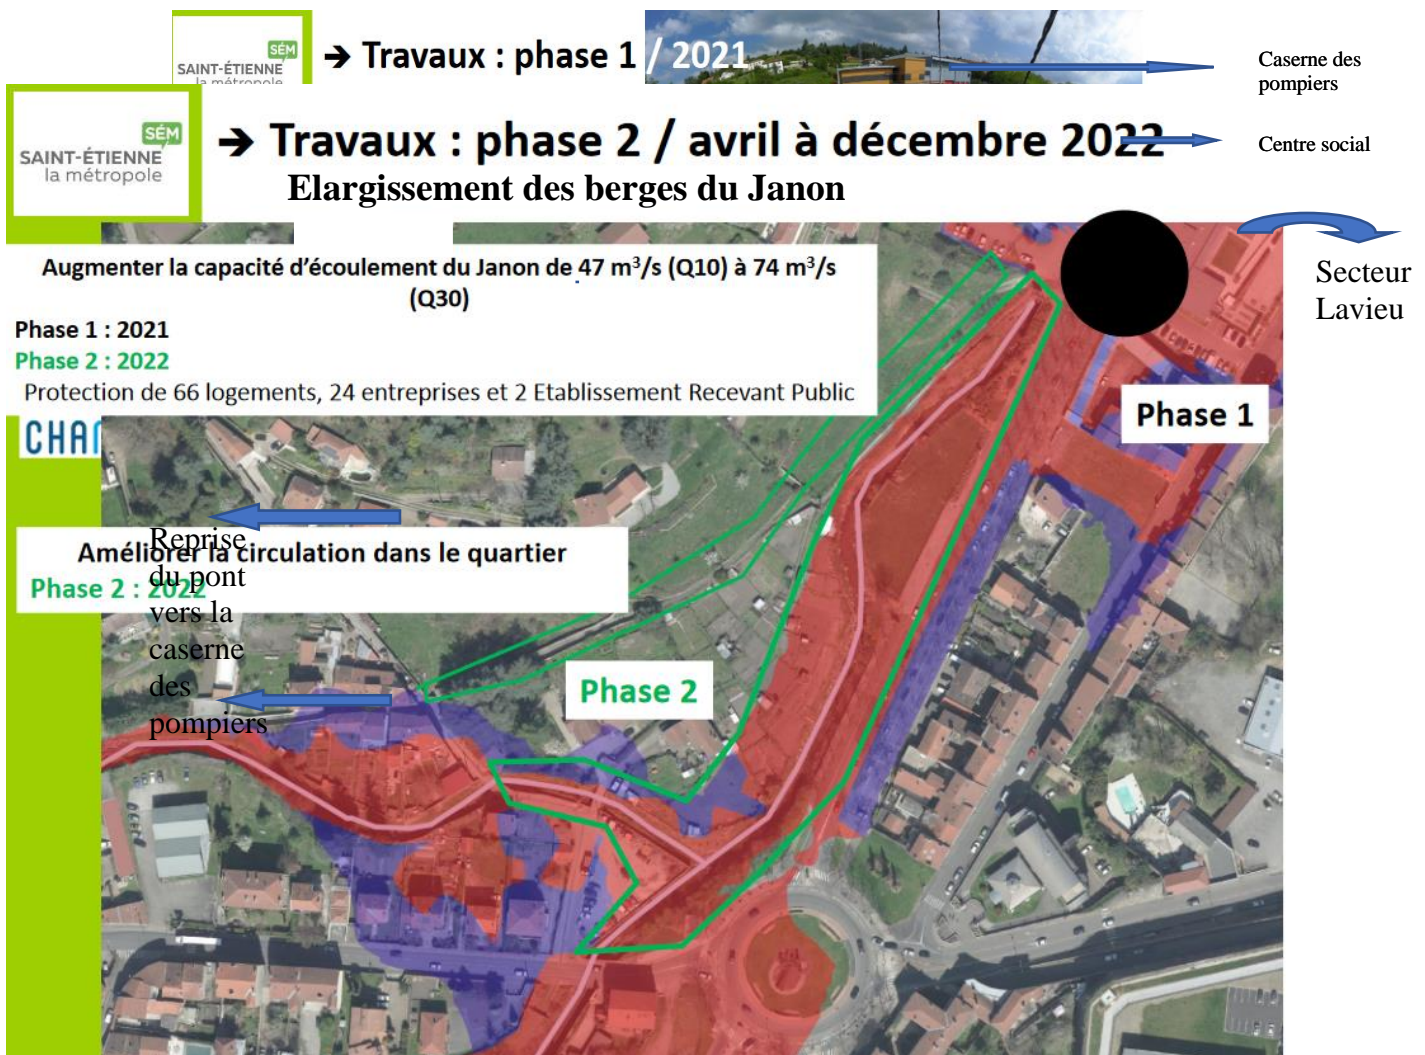 SÉM
SAINT-ÉTIENNE
la métropole
➔ Travaux : phase 1 / 2021
Caserne des
pompiers
SÉM
SAINT-ÉTIENNE
la métropole
➔ Travaux : phase 2 / avril à décembre 2022
Centre social
Elargissement des berges du Janon
Secteur
Lavieu
Augmenter la capacité d'écoulement du Janon de 47 m³/s (Q10) à 74 m³/s
(Q30)
Phase 1 : 2021
Phase 2 : 2022
Protection de 66 logements, 24 entreprises et 2 Etablissement Recevant Public
Phase 1
Améliorer la circulation dans le quartier
Phase 2 : 2022
Reprise
du pont
vers la
caserne
des
pompiers
Phase 2